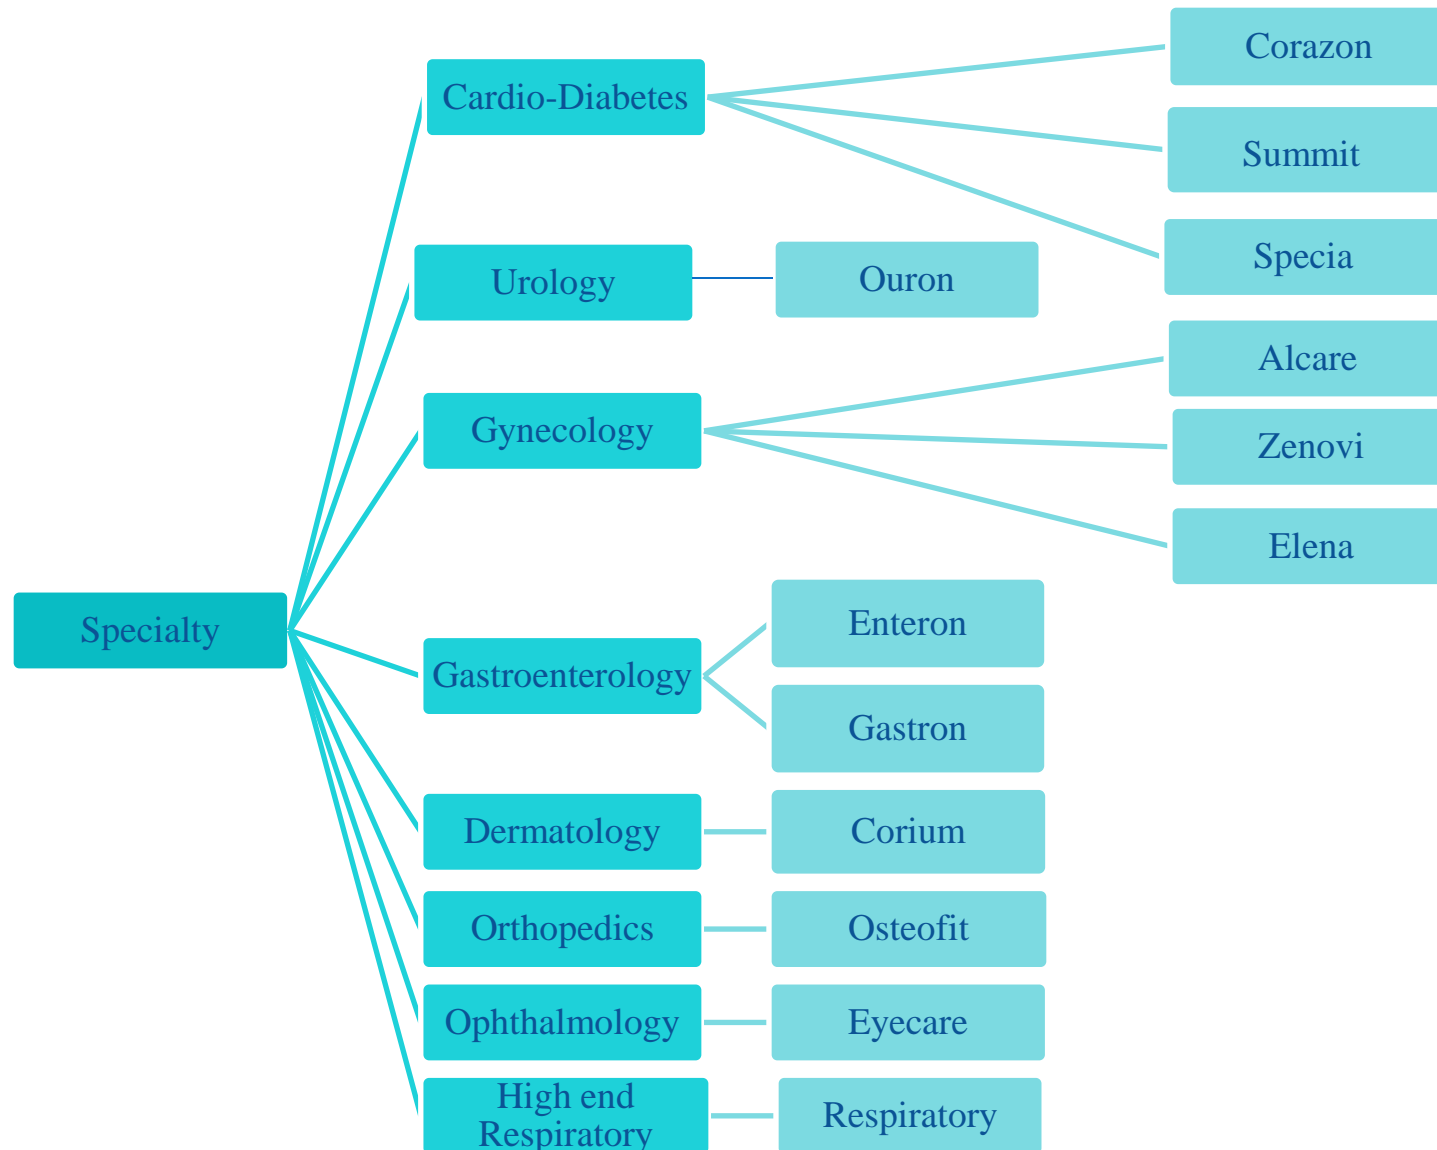 Specialty
Cardio-Diabetes
Corazon
Summit
Specia
Urology
Ouron
Gynecology
Alcare
Zenovi
Elena
Gastroenterology
Enteron
Gastron
Dermatology
Corium
Orthopedics
Osteofit
Ophthalmology
Eyecare
High end
Respiratory
Respiratory